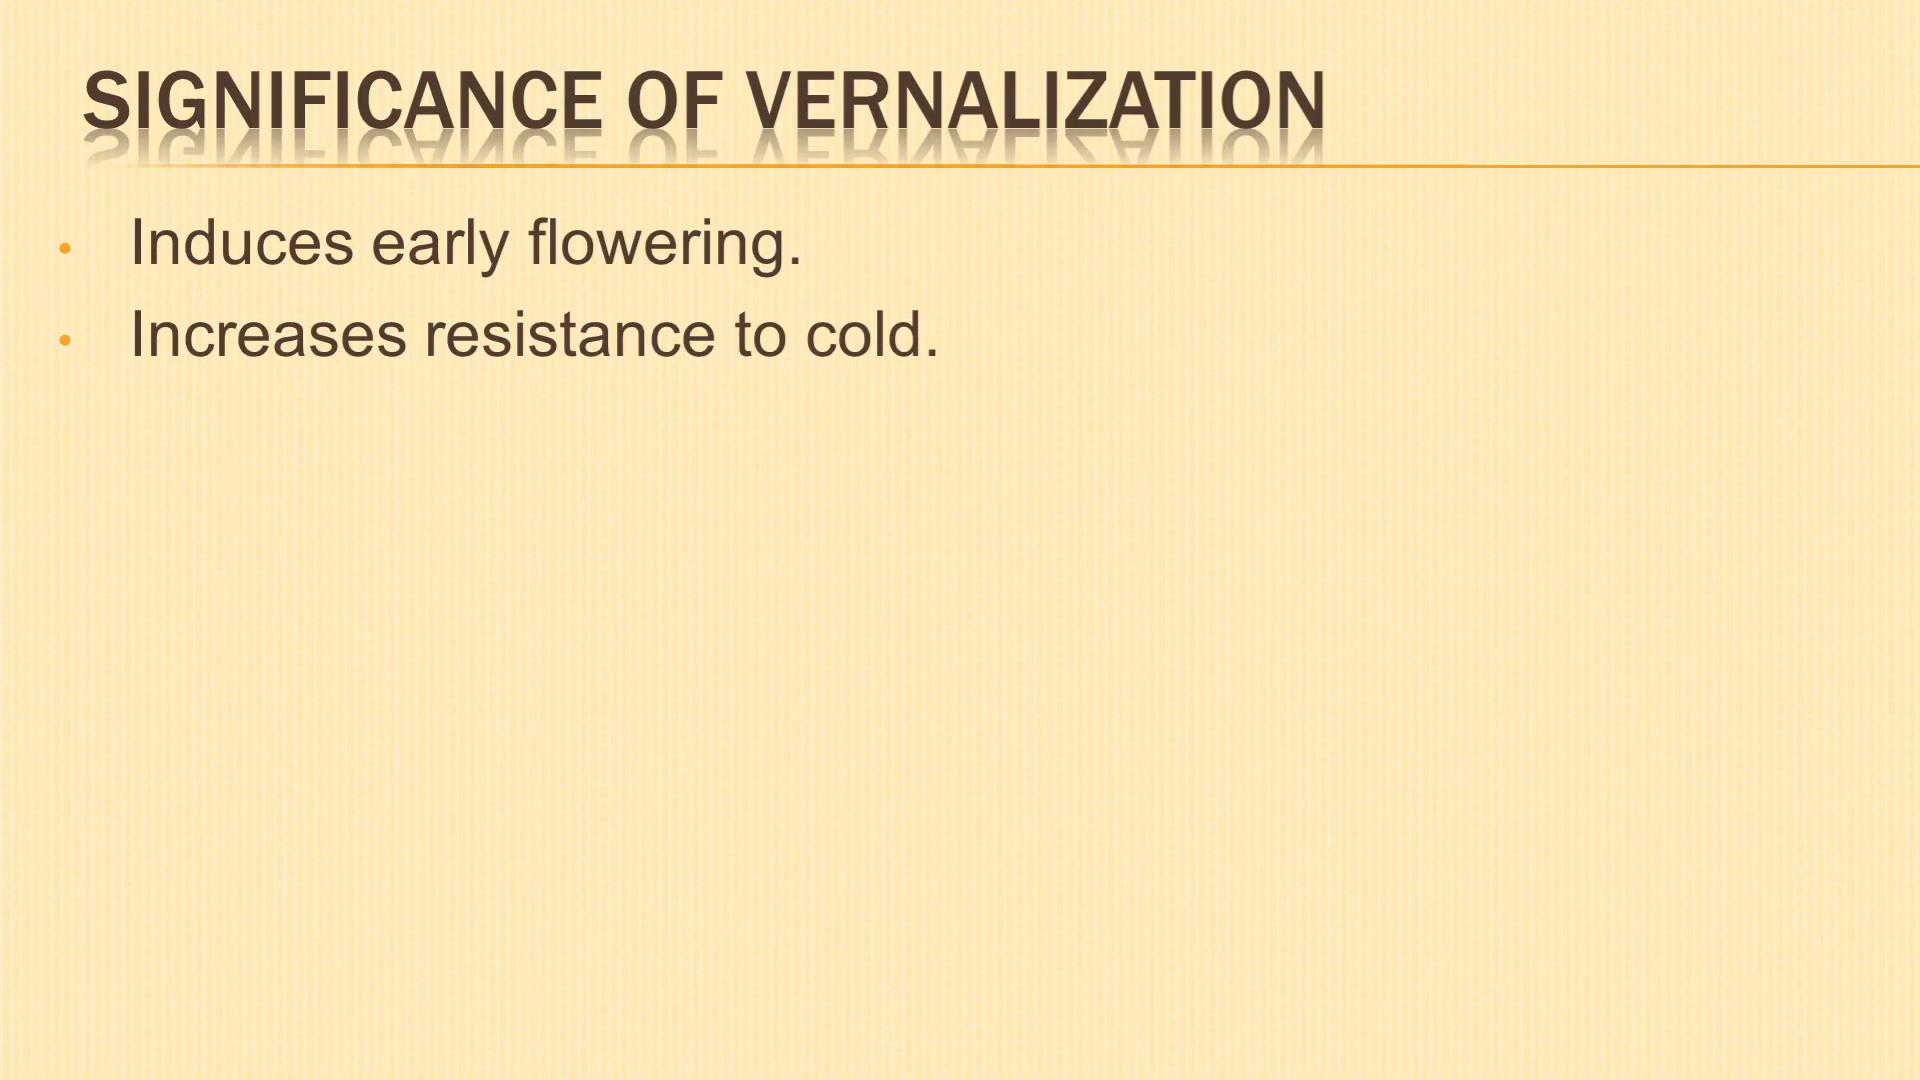 SIGNIFICANCE OF VERNALIZATION
• Induces early flowering.
• Increases resistance to cold.